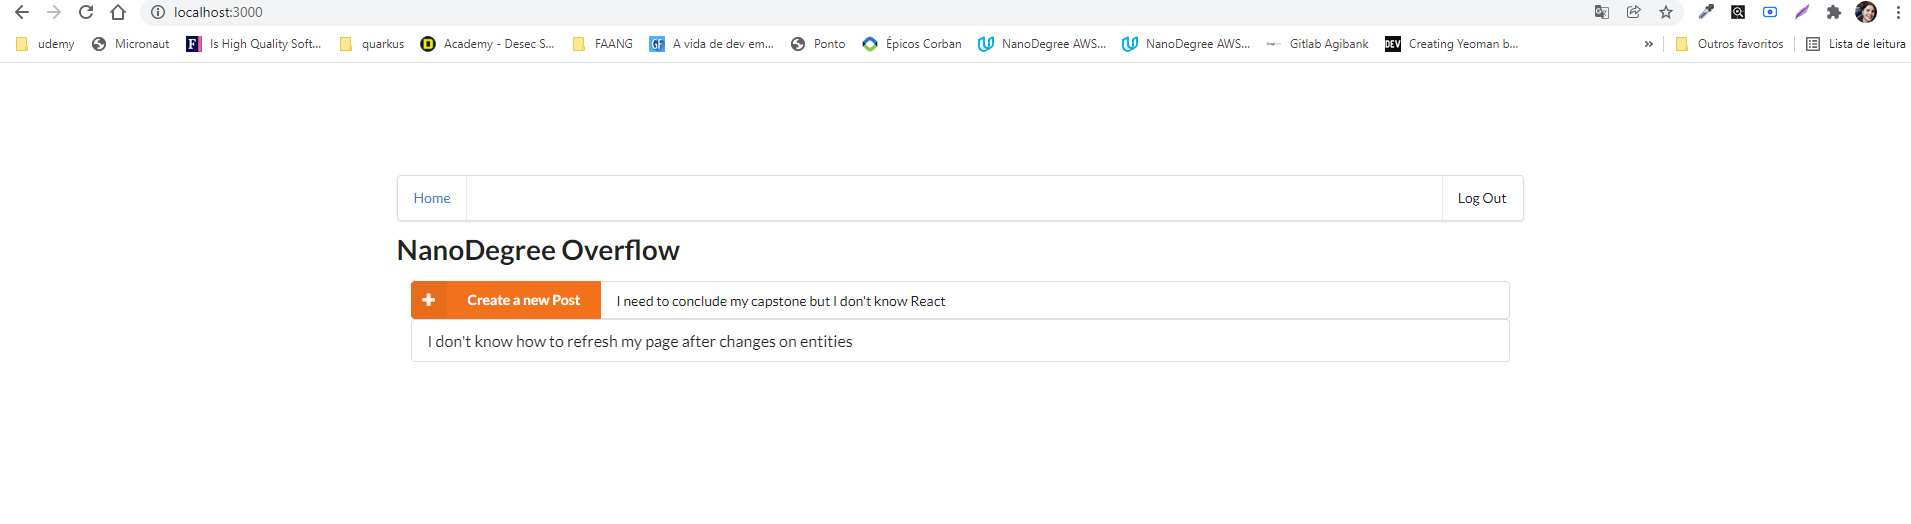 localhost:3000
udemy Micronaut Is High Quality Soft... quarkus Academy - Desec S... FAANG A vida de dev em... Ponto Épicos Corban NanoDegree AWS... NanoDegree AWS... Gitlab Agibank Creating Yeoman b... » Outros favoritos Lista de leitura
Home Log Out
NanoDegree Overflow
Create a new Post I need to conclude my capstone but I don't know React
I don't know how to refresh my page after changes on entities